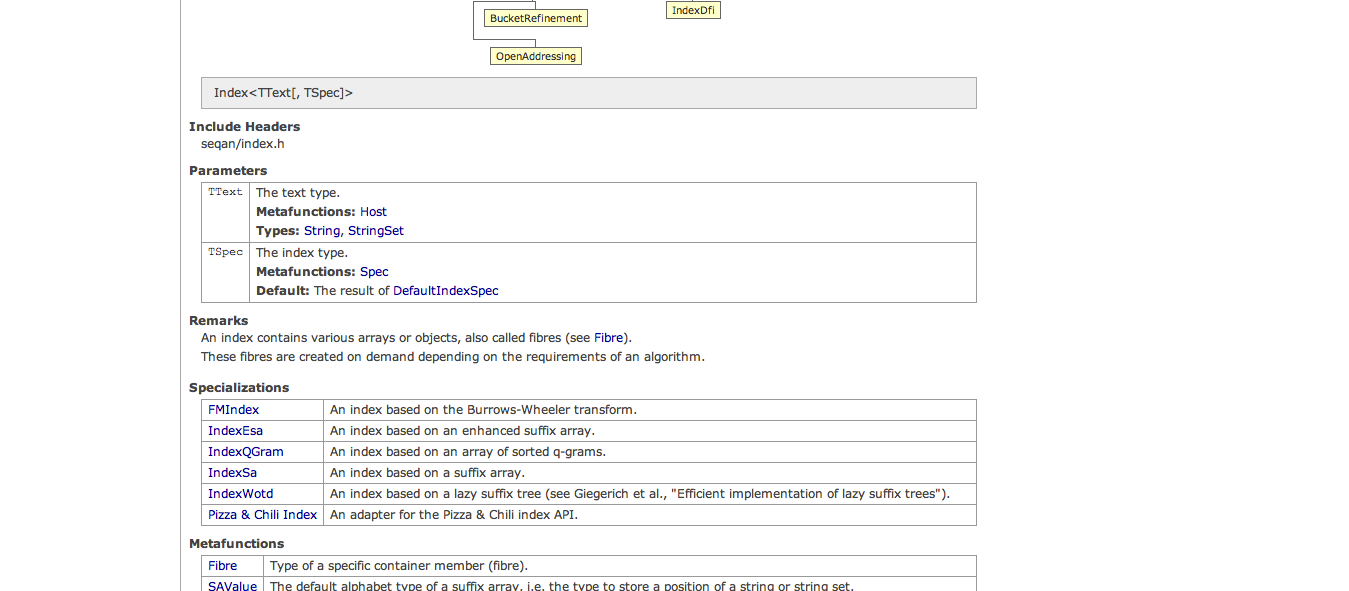 BucketRefinement
IndexDfi
OpenAddressing
Index<TText[, TSpec]>
Include Headers
seqan/index.h
Parameters
TText The text type.
Metafunctions: Host
Types: String, StringSet
TSpec The index type.
Metafunctions: Spec
Default: The result of DefaultIndexSpec
Remarks
An index contains various arrays or objects, also called fibres (see Fibre).
These fibres are created on demand depending on the requirements of an algorithm.
Specializations
FMIndex An index based on the Burrows-Wheeler transform.
IndexEsa An index based on an enhanced suffix array.
IndexQGram An index based on an array of sorted q-grams.
IndexSa An index based on a suffix array.
IndexWotd An index based on a lazy suffix tree (see Giegerich et al., "Efficient implementation of lazy suffix trees").
Pizza & Chili Index An adapter for the Pizza & Chili index API.
Metafunctions
Fibre Type of a specific container member (fibre).
SAValue The default alphabet type of a suffix array, i.e. the type to store a position of a string or string set.